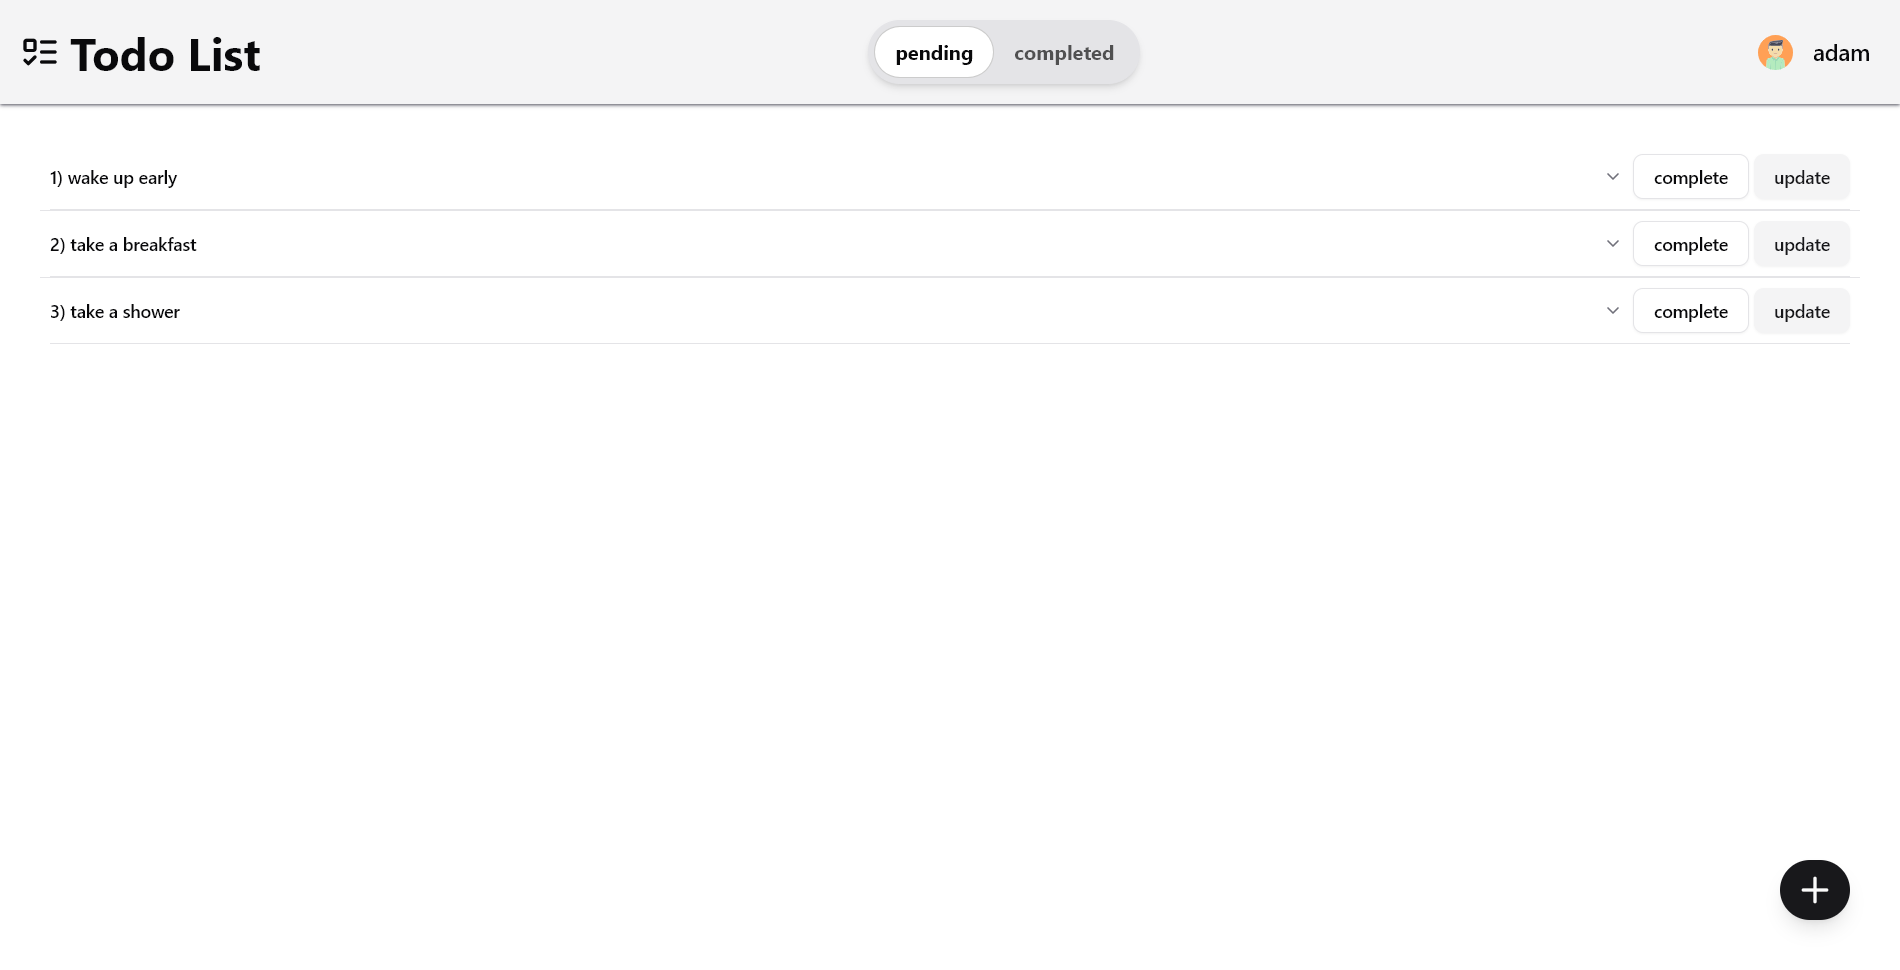 Todo List
pending completed
adam
1) wake up early complete update
2) take a breakfast complete update
3) take a shower complete update